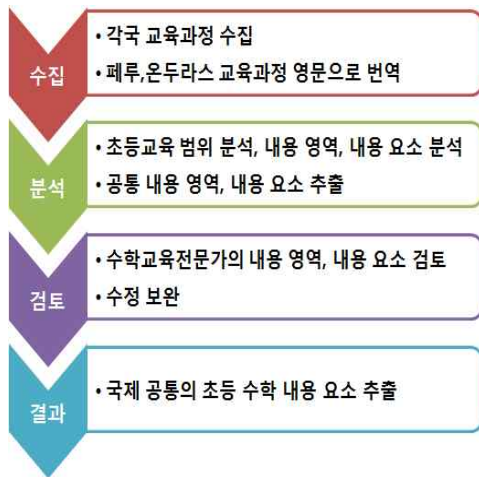 수집
• 각국 교육과정 수집
• 페루,온두라스 교육과정 영문으로 번역
분석
• 초등교육 범위 분석, 내용 영역, 내용 요소 분석
• 공통 내용 영역, 내용 요소 추출
검토
• 수학교육전문가의 내용 영역, 내용 요소 검토
• 수정 보완
결과
• 국제 공통의 초등 수학 내용 요소 추출